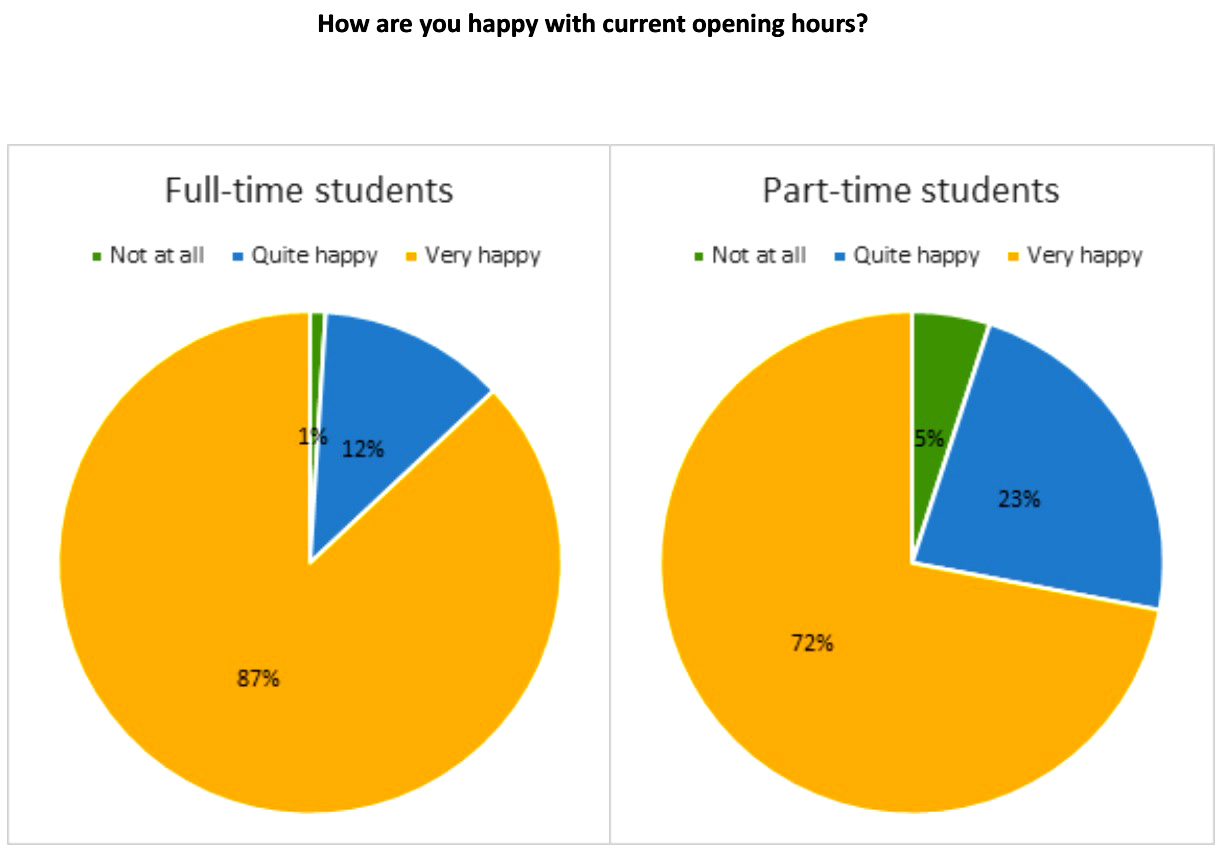 How are you happy with current opening hours?
Full-time students
Not at all Quite happy Very happy
1%
12%
87%
Part-time students
Not at all Quite happy Very happy
5%
23%
72%